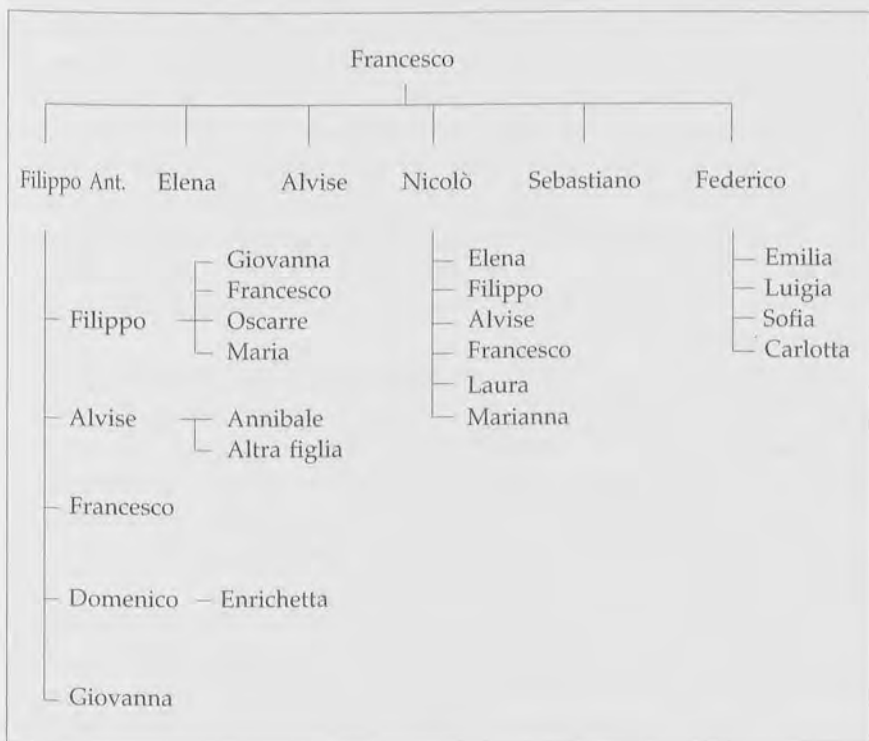 Francesco
Filippo Ant. Elena Alvise Nicolò Sebastiano Federico
Giovanna
Francesco
Filippo Oscarre
Maria
Alvise Annibale
Altra figlia
Francesco
Domenico Enrichetta
Giovanna
Elena
Filippo
Alvise
Francesco
Laura
Marianna
Emilia
Luigia
Sofia
Carlotta